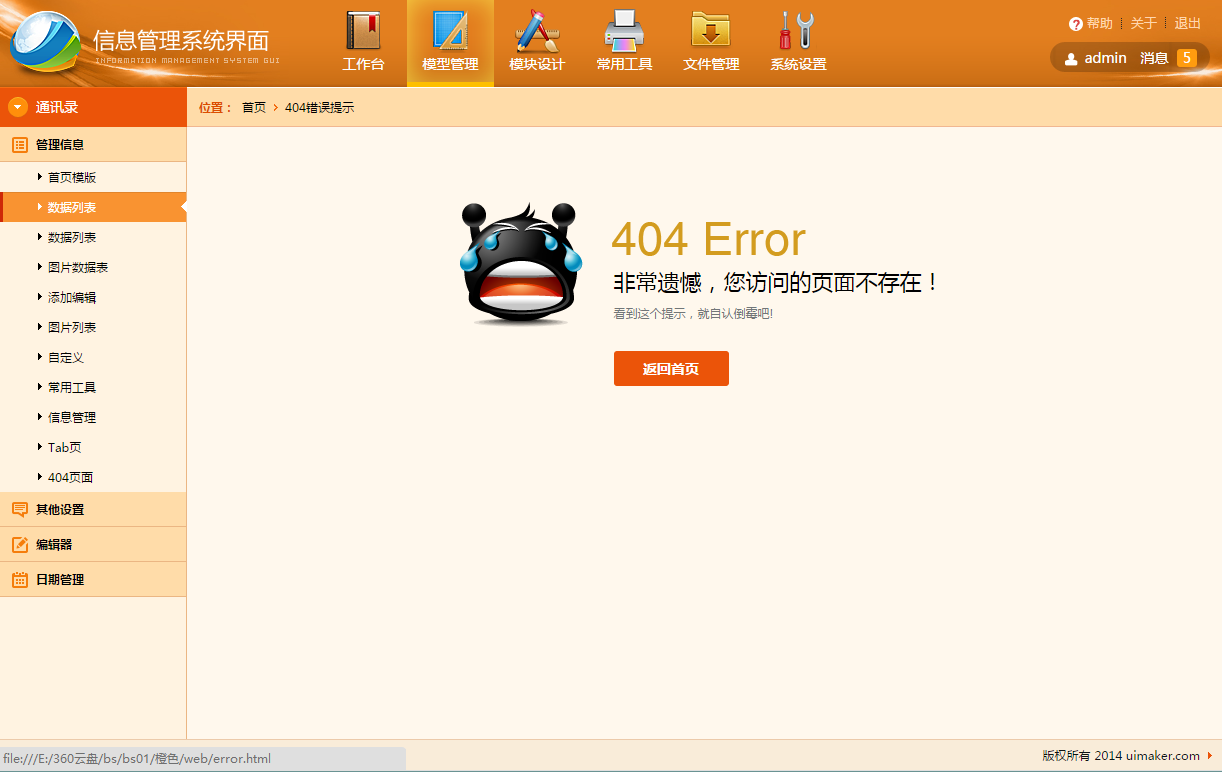 信息管理系统界面
INFORMATION MANAGEMENT SYSTEM GUI
工作台 模型管理 模块设计 常用工具 文件管理 系统设置
帮助 关于 退出
admin 消息 5
通讯录
位置： 首页 404错误提示
管理信息
首页模版
数据列表
数据列表
图片数据表
添加编辑
图片列表
自定义
常用工具
信息管理
Tab页
404页面
其他设置
编辑器
日期管理
404 Error
非常遗憾，您访问的页面不存在！
看到这个提示，就自认倒霉吧!
返回首页
file:///E:/360云盘/bs/bs01/橙色/web/error.html
版权所有 2014 uimaker.com